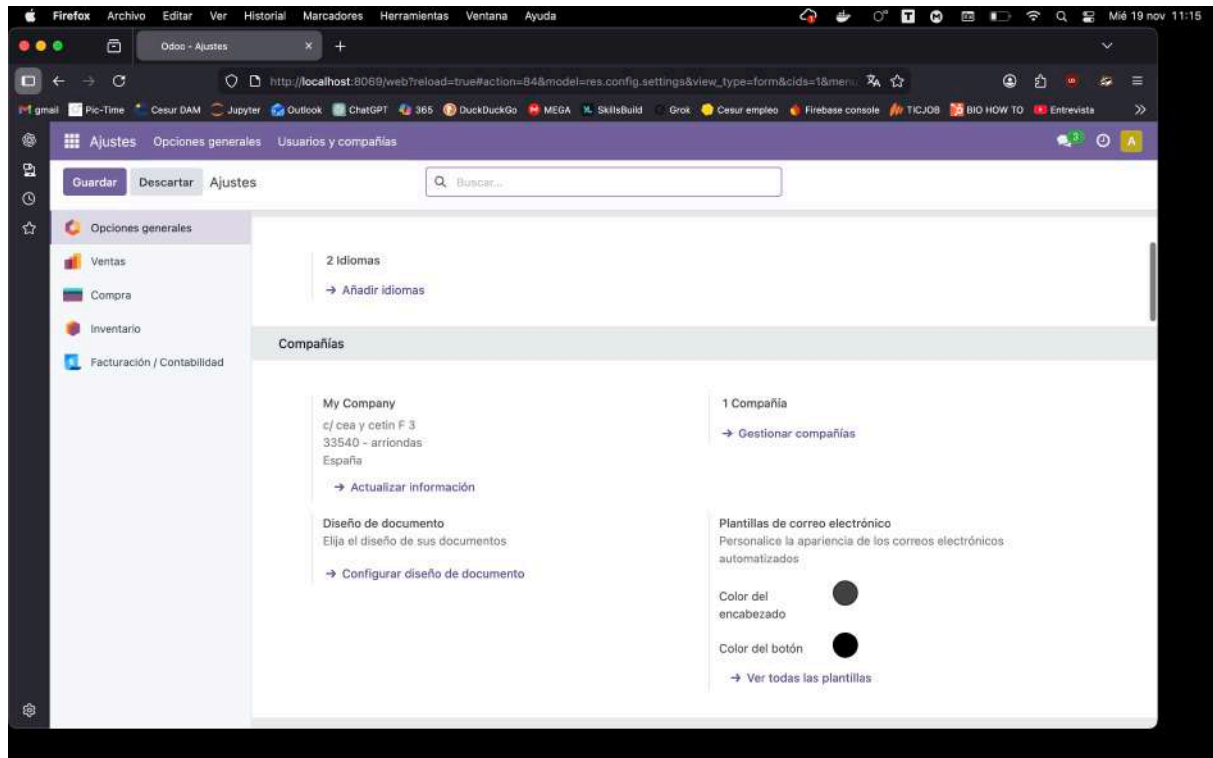 Firefox Archivo Editar Ver Historial Marcadores Herramientas Ventana Ayuda Mié 19 nov 11:15
Odoo - Ajustes
http://localhost:8069/web?reload=true#action=84&model=res.config.settings&view_type=form&cids=1&menu
gmail Pic-Time Cesur DAM Jupyter Outlook ChatGPT 365 DuckDuckGo MEGA SkillsBuild Grok Cesur empleo Firebase console TICJOB BIO HOW TO Entrevista
Ajustes Opciones generales Usuarios y compañías 3 A
Guardar Descartar Ajustes Buscar...
Opciones generales
Ventas
Compra
Inventario
Facturación / Contabilidad
2 Idiomas
→ Añadir idiomas
Compañías
My Company
c/ cea y cetin F 3
33540 - arriondas
España
→ Actualizar información
1 Compañía
→ Gestionar compañías
Diseño de documento
Elija el diseño de sus documentos
→ Configurar diseño de documento
Plantillas de correo electrónico
Personalice la apariencia de los correos electrónicos
automatizados
Color del
encabezado
Color del botón
→ Ver todas las plantillas